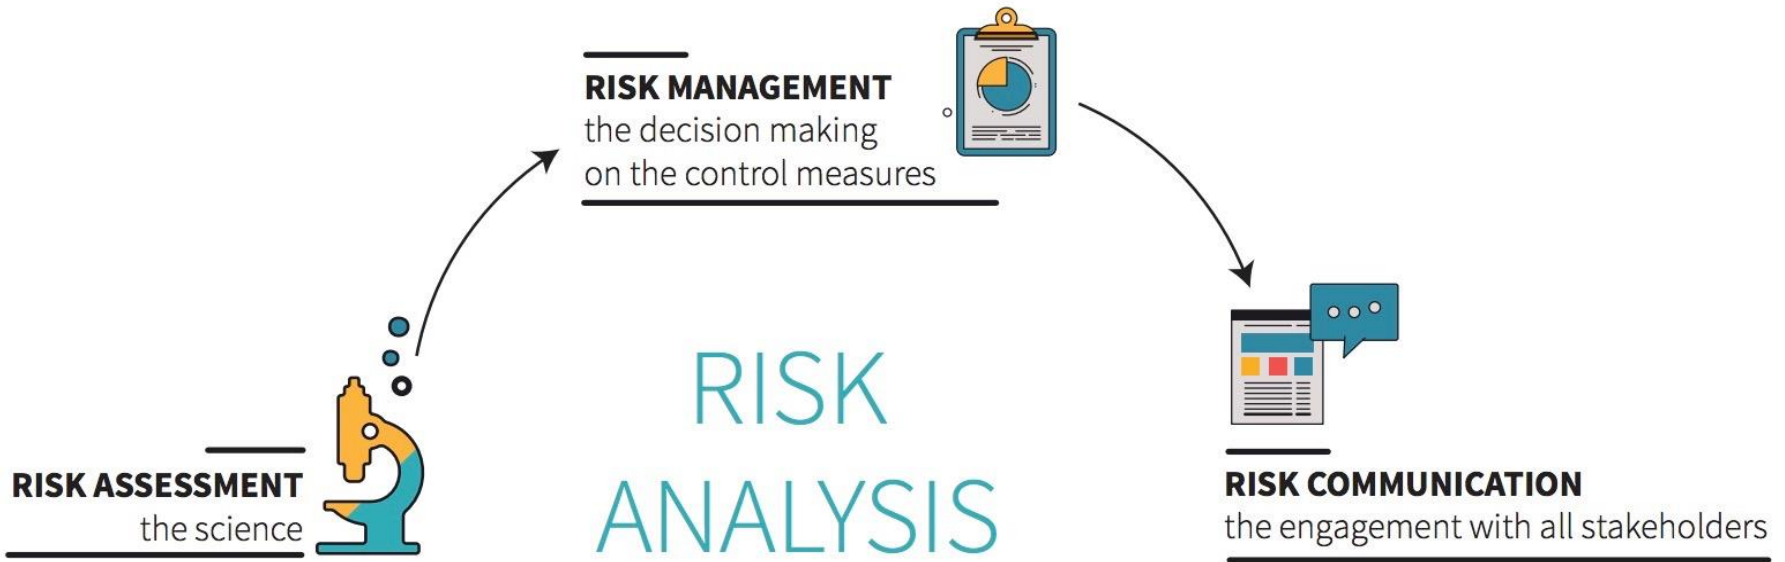 RISK MANAGEMENT
the decision making
on the control measures
RISK ASSESSMENT
the science
RISK
ANALYSIS
RISK COMMUNICATION
the engagement with all stakeholders